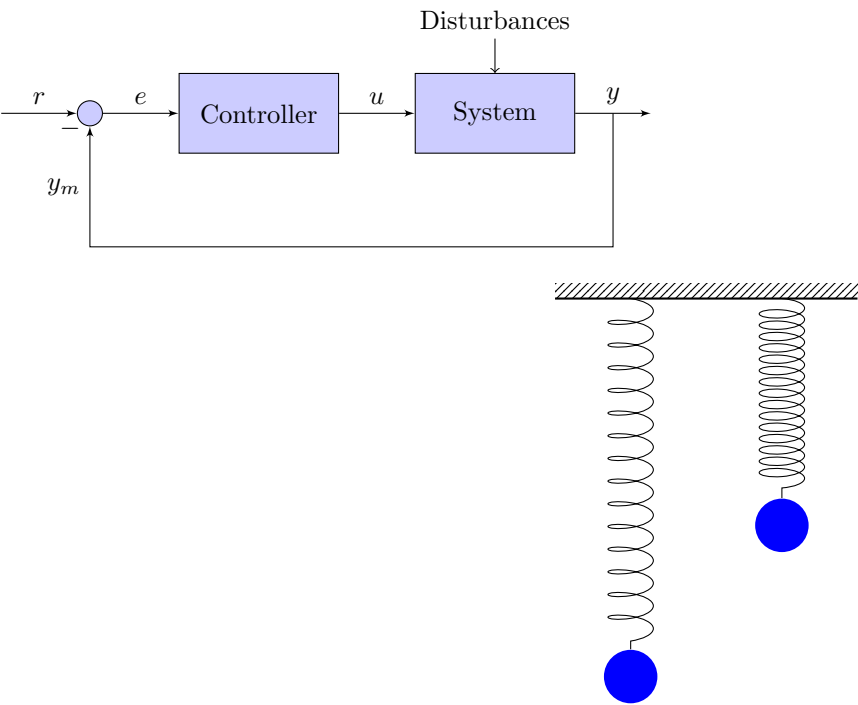 Disturbances
r
e
Controller
u
System
y
−
y_m